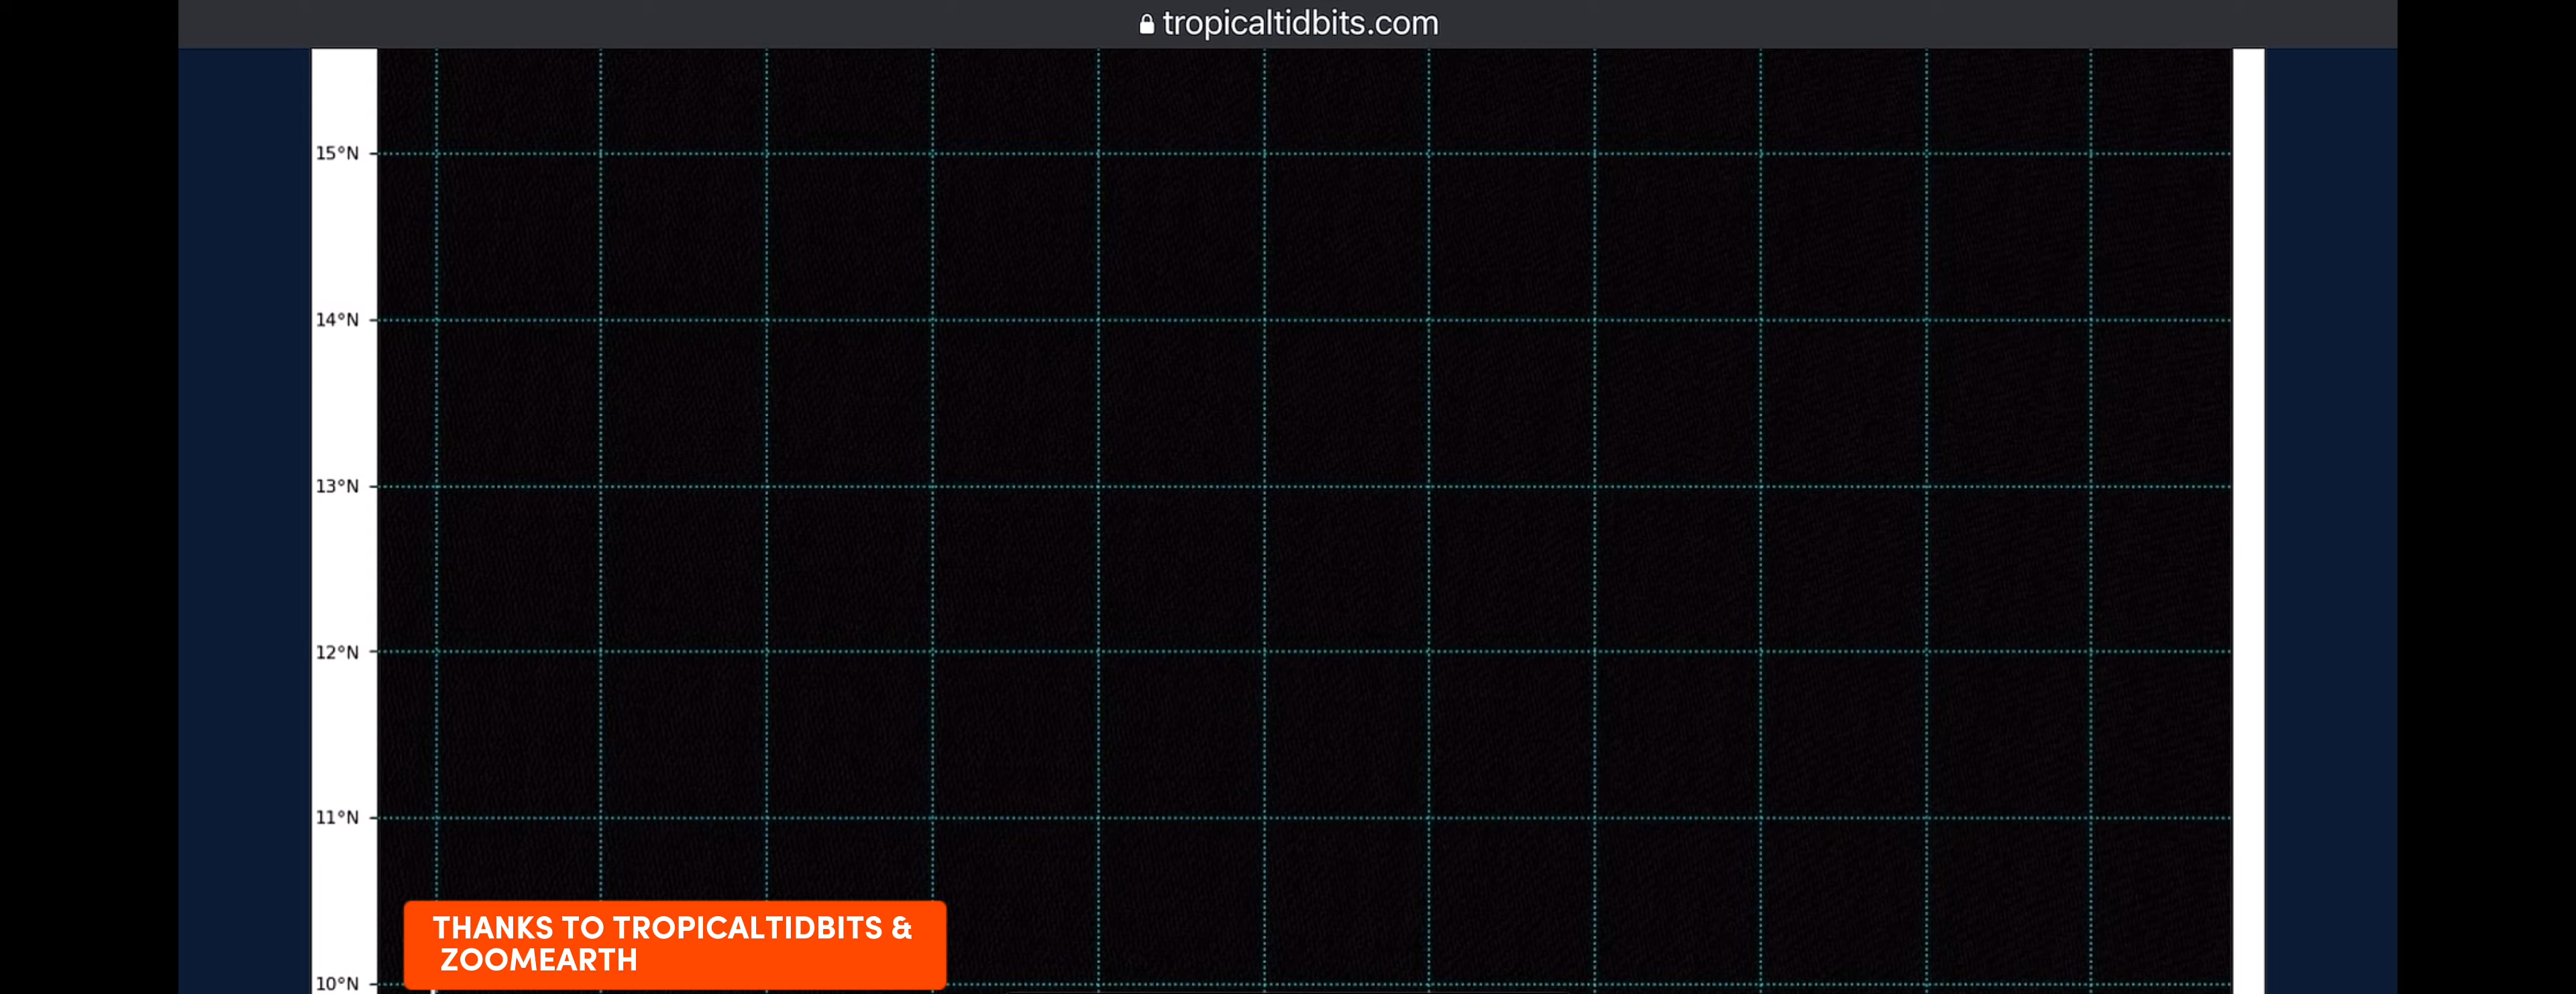 tropicaltidbits.com
15°N
14°N
13°N
12°N
11°N
THANKS TO TROPICALTIDBITS &
ZOOMEARTH
10°N